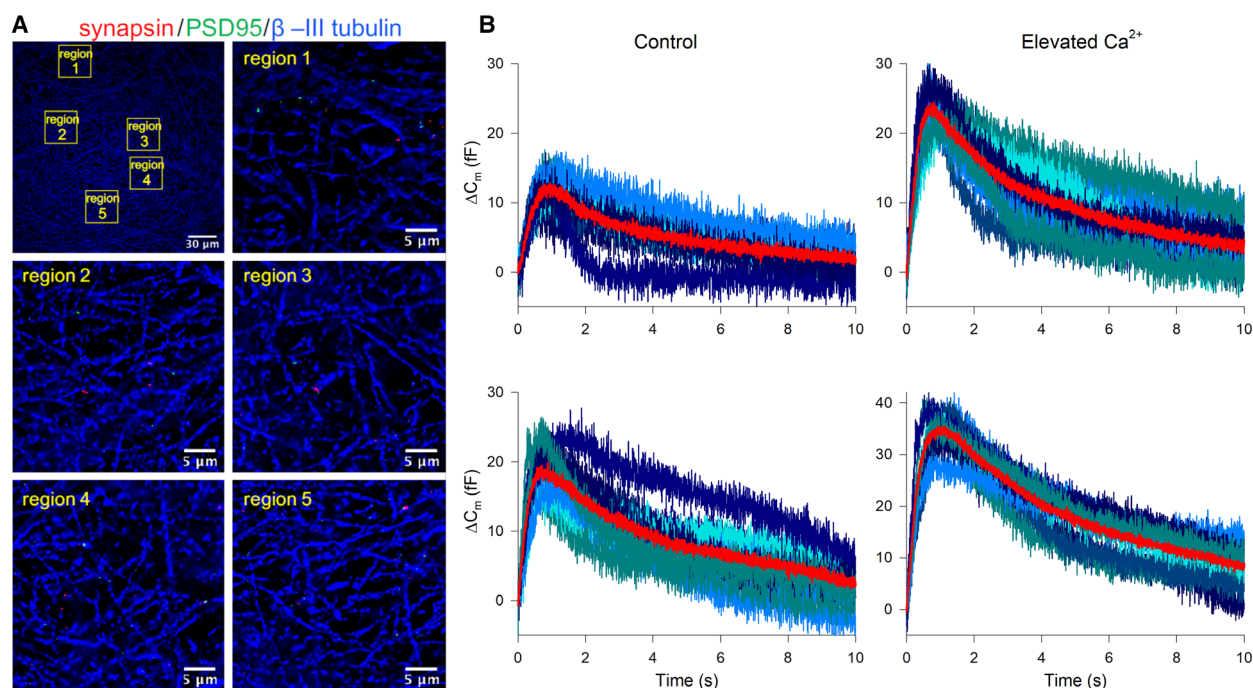 A
synapsin/PSD95/β –III tubulin
region
1
region
2
region
3
region
4
region
5
30 μm
region 1
5 μm
region 2
5 μm
region 3
5 μm
region 4
5 μm
region 5
5 μm
B
Control
Elevated Ca²⁺
ΔCₘ (fF)
30
20
10
0
0 2 4 6 8 10
30
20
10
0
0 2 4 6 8 10
ΔCₘ (fF)
30
20
10
0
0 2 4 6 8 10
Time (s)
40
30
20
10
0
0 2 4 6 8 10
Time (s)